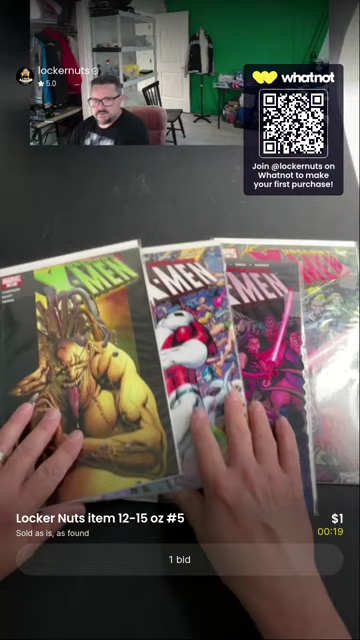 lockernuts
★ 5.0
whatnot
Join @lockernuts on
Whatnot to make
your first purchase!
X-MEN
X-MEN
MEN
Locker Nuts item 12-15 oz #5
$1
Sold as is, as found
00:19
1 bid